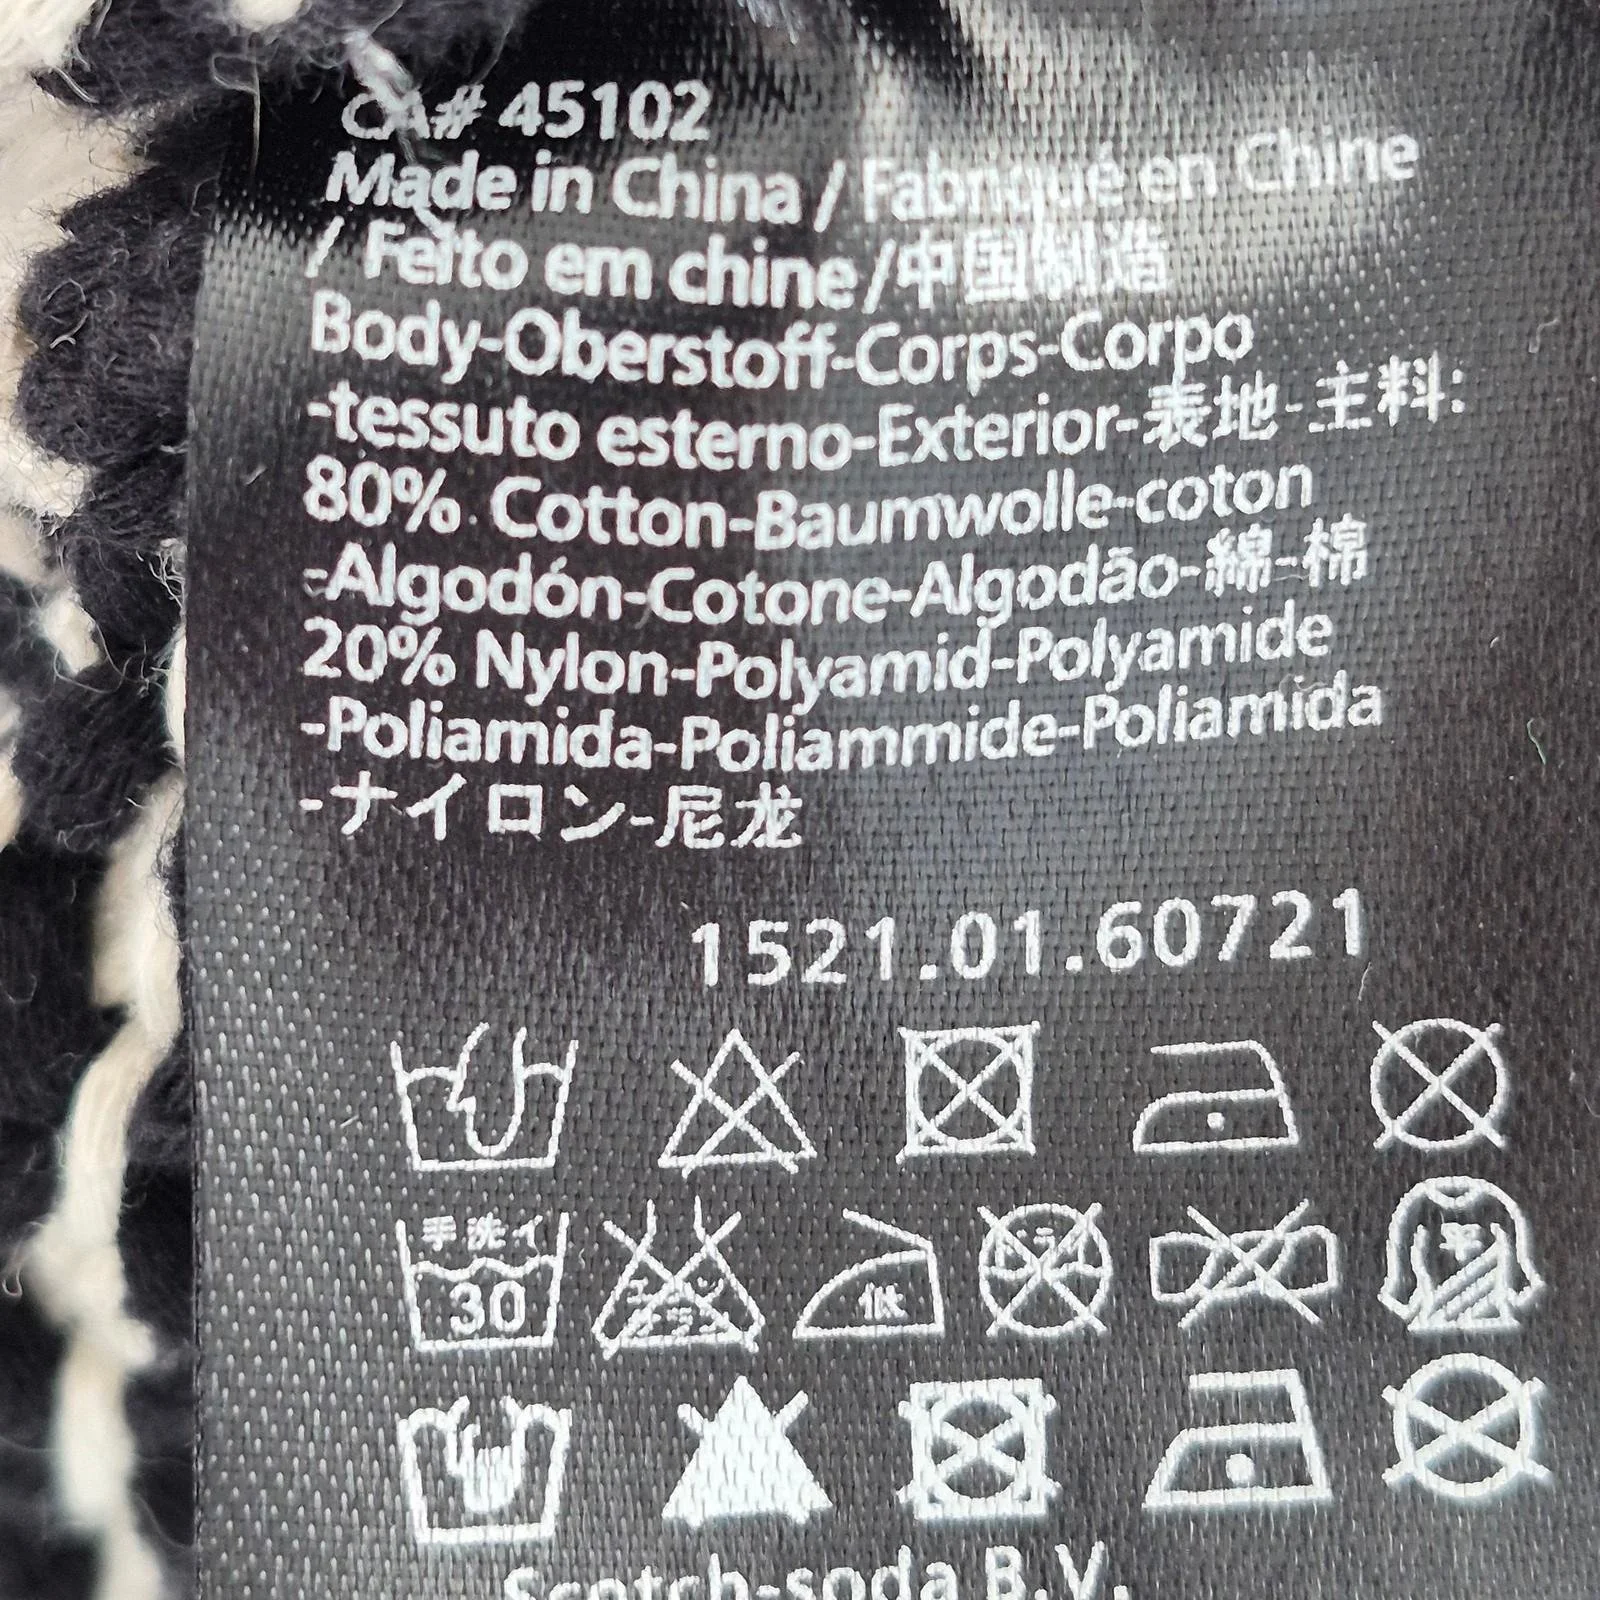 CA# 45102
Made in China / Fabriqué en Chine
/ Feito em chine /中国制造
Body-Oberstoff-Corps-Corpo
-tessuto esterno-Exterior-表地-主料:
80% Cotton-Baumwolle-coton
-Algodón-Cotone-Algodão-綿-棉
20% Nylon-Polyamid-Polyamide
-Poliamida-Poliammide-Poliamida
-ナイロン-尼龙
1521.01.60721
手洗イ
30
低
平
Scotch-soda B.V.